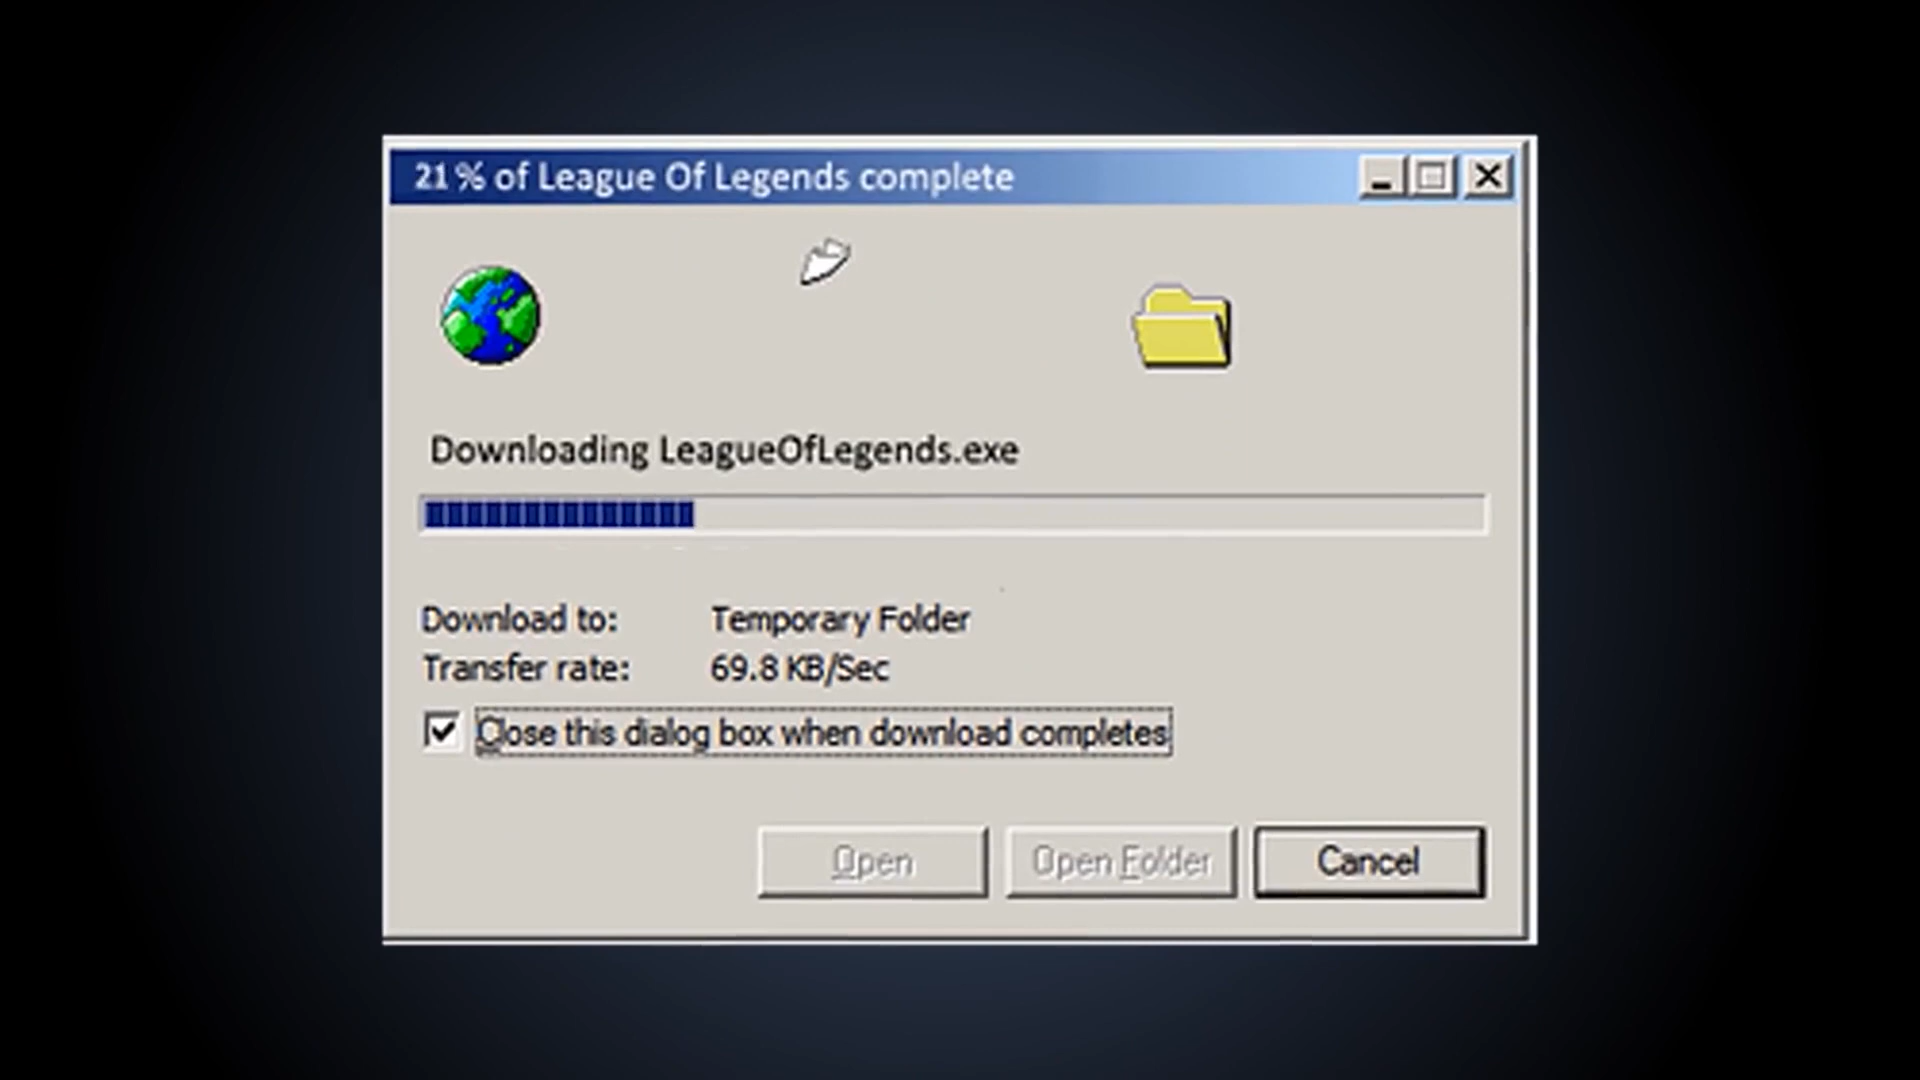 21% of League Of Legends complete
Downloading LeagueOfLegends.exe
Download to: Temporary Folder
Transfer rate: 69.8 KB/Sec
Close this dialog box when download completes
Open Open Folder Cancel